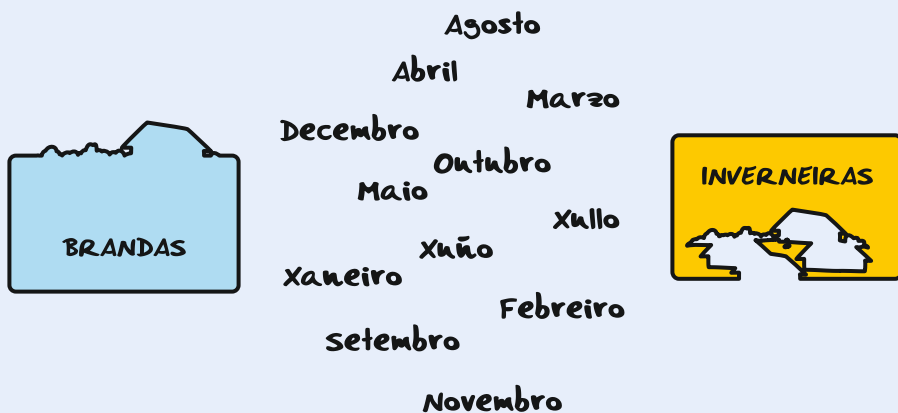 Agosto
Abril
Marzo
Decembro
Outubro
INVERNEIRAS
Maio
Xullo
BRANDAS
Xuño
Xaneiro
Febreiro
Setembro
Novembro